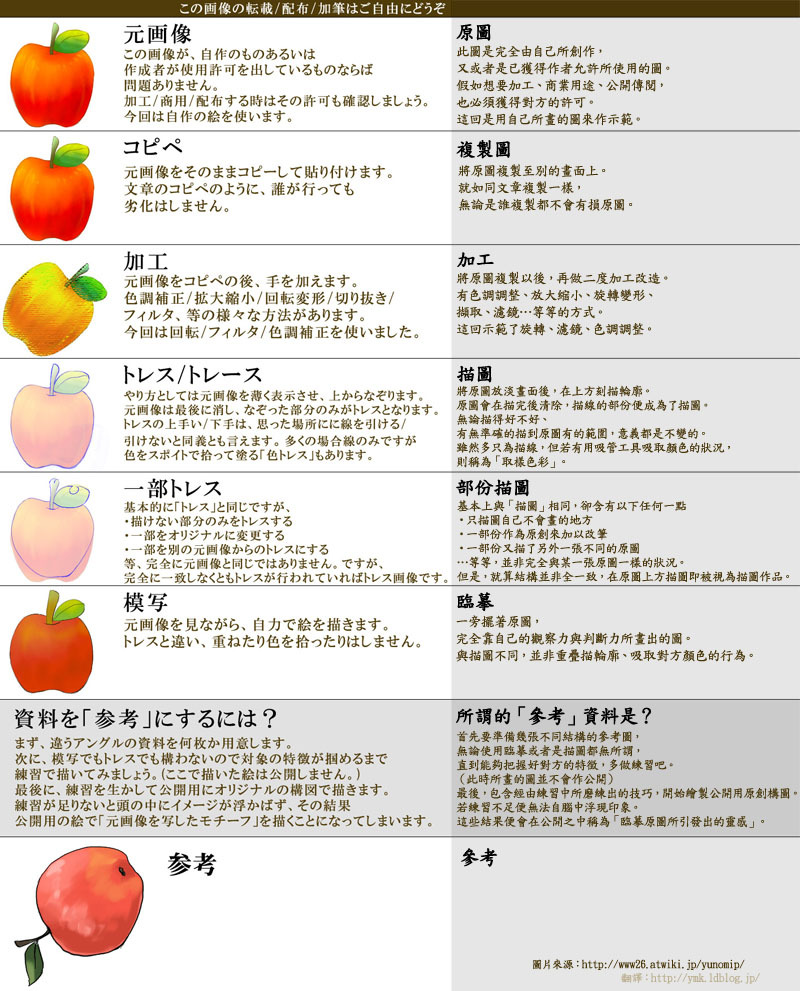 この画像の転載/配布/加筆はご自由にどうぞ
元画像
この画像が、自作のものあるいは
作成者が使用許可を出しているものならば
問題ありません。
加工/商用/配布する時はその許可も確認しましょう。
今回は自作の絵を使います。
原圖
此圖是完全由自己所創作,
又或者是已獲得作者允許所使用的圖。
假如想要加工、商業用途、公開傳閱,
也必須獲得對方的許可。
這回是用自己所畫的圖來作示範。
コピペ
元画像をそのままコピーして貼り付けます。
文章のコピペのように、誰が行っても
劣化はしません。
複製圖
將原圖複製至別的畫面上。
就如同文章複製一樣,
無論是誰複製都不會有損原圖。
加工
元画像をコピペの後、手を加えます。
色調補正/拡大縮小/回転変形/切り抜き/
フィルタ、等の様々な方法があります。
今回は回転/フィルタ/色調補正を使いました。
加工
將原圖複製以後,再做二度加工改造。
有色調調整、放大縮小、旋轉變形、
擷取、濾鏡…等等的方式。
這回示範了旋轉、濾鏡、色調調整。
トレス/トレース
やり方としては元画像を薄く表示させ、上からなぞります。
元画像は最後に消し、なぞった部分のみがトレスとなります。
トレスの上手い/下手は、思った場所にに線を引ける/
引けないと同義とも言えます。多くの場合線のみですが
色をスポイトで拾って塗る「色トレス」もあります。
描圖
將原圖放淡畫面後,在上方刻描輪廓。
原圖會在描完後清除,描線的部份便成為了描圖。
無論描得好不好、
有無準確的描到原圖有的範圍,意義都是不變的。
雖然多只為描線,但若有用吸管工具吸取顏色的狀況,
則稱為「取樣色彩」。
一部トレス
基本的に「トレス」と同じですが、
・描けない部分のみをトレスする
・一部をオリジナルに変更する
・一部を別の元画像からのトレスにする
等、完全に元画像と同じではありません。ですが、
完全に一致しなくともトレスが行われていればトレス画像です。
部份描圖
基本上與「描圖」相同,卻含有以下任何一點
・只描圖自己不會畫的地方
・一部份作為原創來加以改筆
・一部份又描了另外一張不同的原圖
…等等,並非完全與某一張原圖一樣的狀況。
但是,就算結構並非全一致,在原圖上方描圖即被視為描圖作品。
模写
元画像を見ながら、自力で絵を描きます。
トレスと違い、重ねたり色を拾ったりはしません。
臨摹
一旁擺著原圖,
完全靠自己的觀察力與判斷力所畫出的圖。
與描圖不同,並非重疊描輪廓、吸取對方顏色的行為。
資料を「参考」にするには?
まず、違うアングルの資料を何枚か用意します。
次に、模写でもトレスでも構わないので対象の特徴が掴めるまで
練習で描いてみましょう。(ここで描いた絵は公開しません。)
最後に、練習を生かして公開用にオリジナルの構図で描きます。
練習が足りないと頭の中にイメージが浮かばず、その結果
公開用の絵で「元画像を写したモチーフ」を描くことになってしまいます。
所謂的「參考」資料是?
首先要準備幾張不同結構的參考圖,
無論使用臨摹或者是描圖都無所謂,
直到能夠把握好對方的特徵,多做練習吧。
(此時所畫的圖並不會作公開)
最後,包含經由練習中所磨練出的技巧,開始繪製公開用原創構圖。
若練習不足便無法自腦中浮現印象。
這些結果便會在公開之中稱為「臨摹原圖所引發出的靈感」。
参考
參考
圖片來源:http://www26.atwiki.jp/yunomip/
翻譯:http://ymk.ldblog.jp/